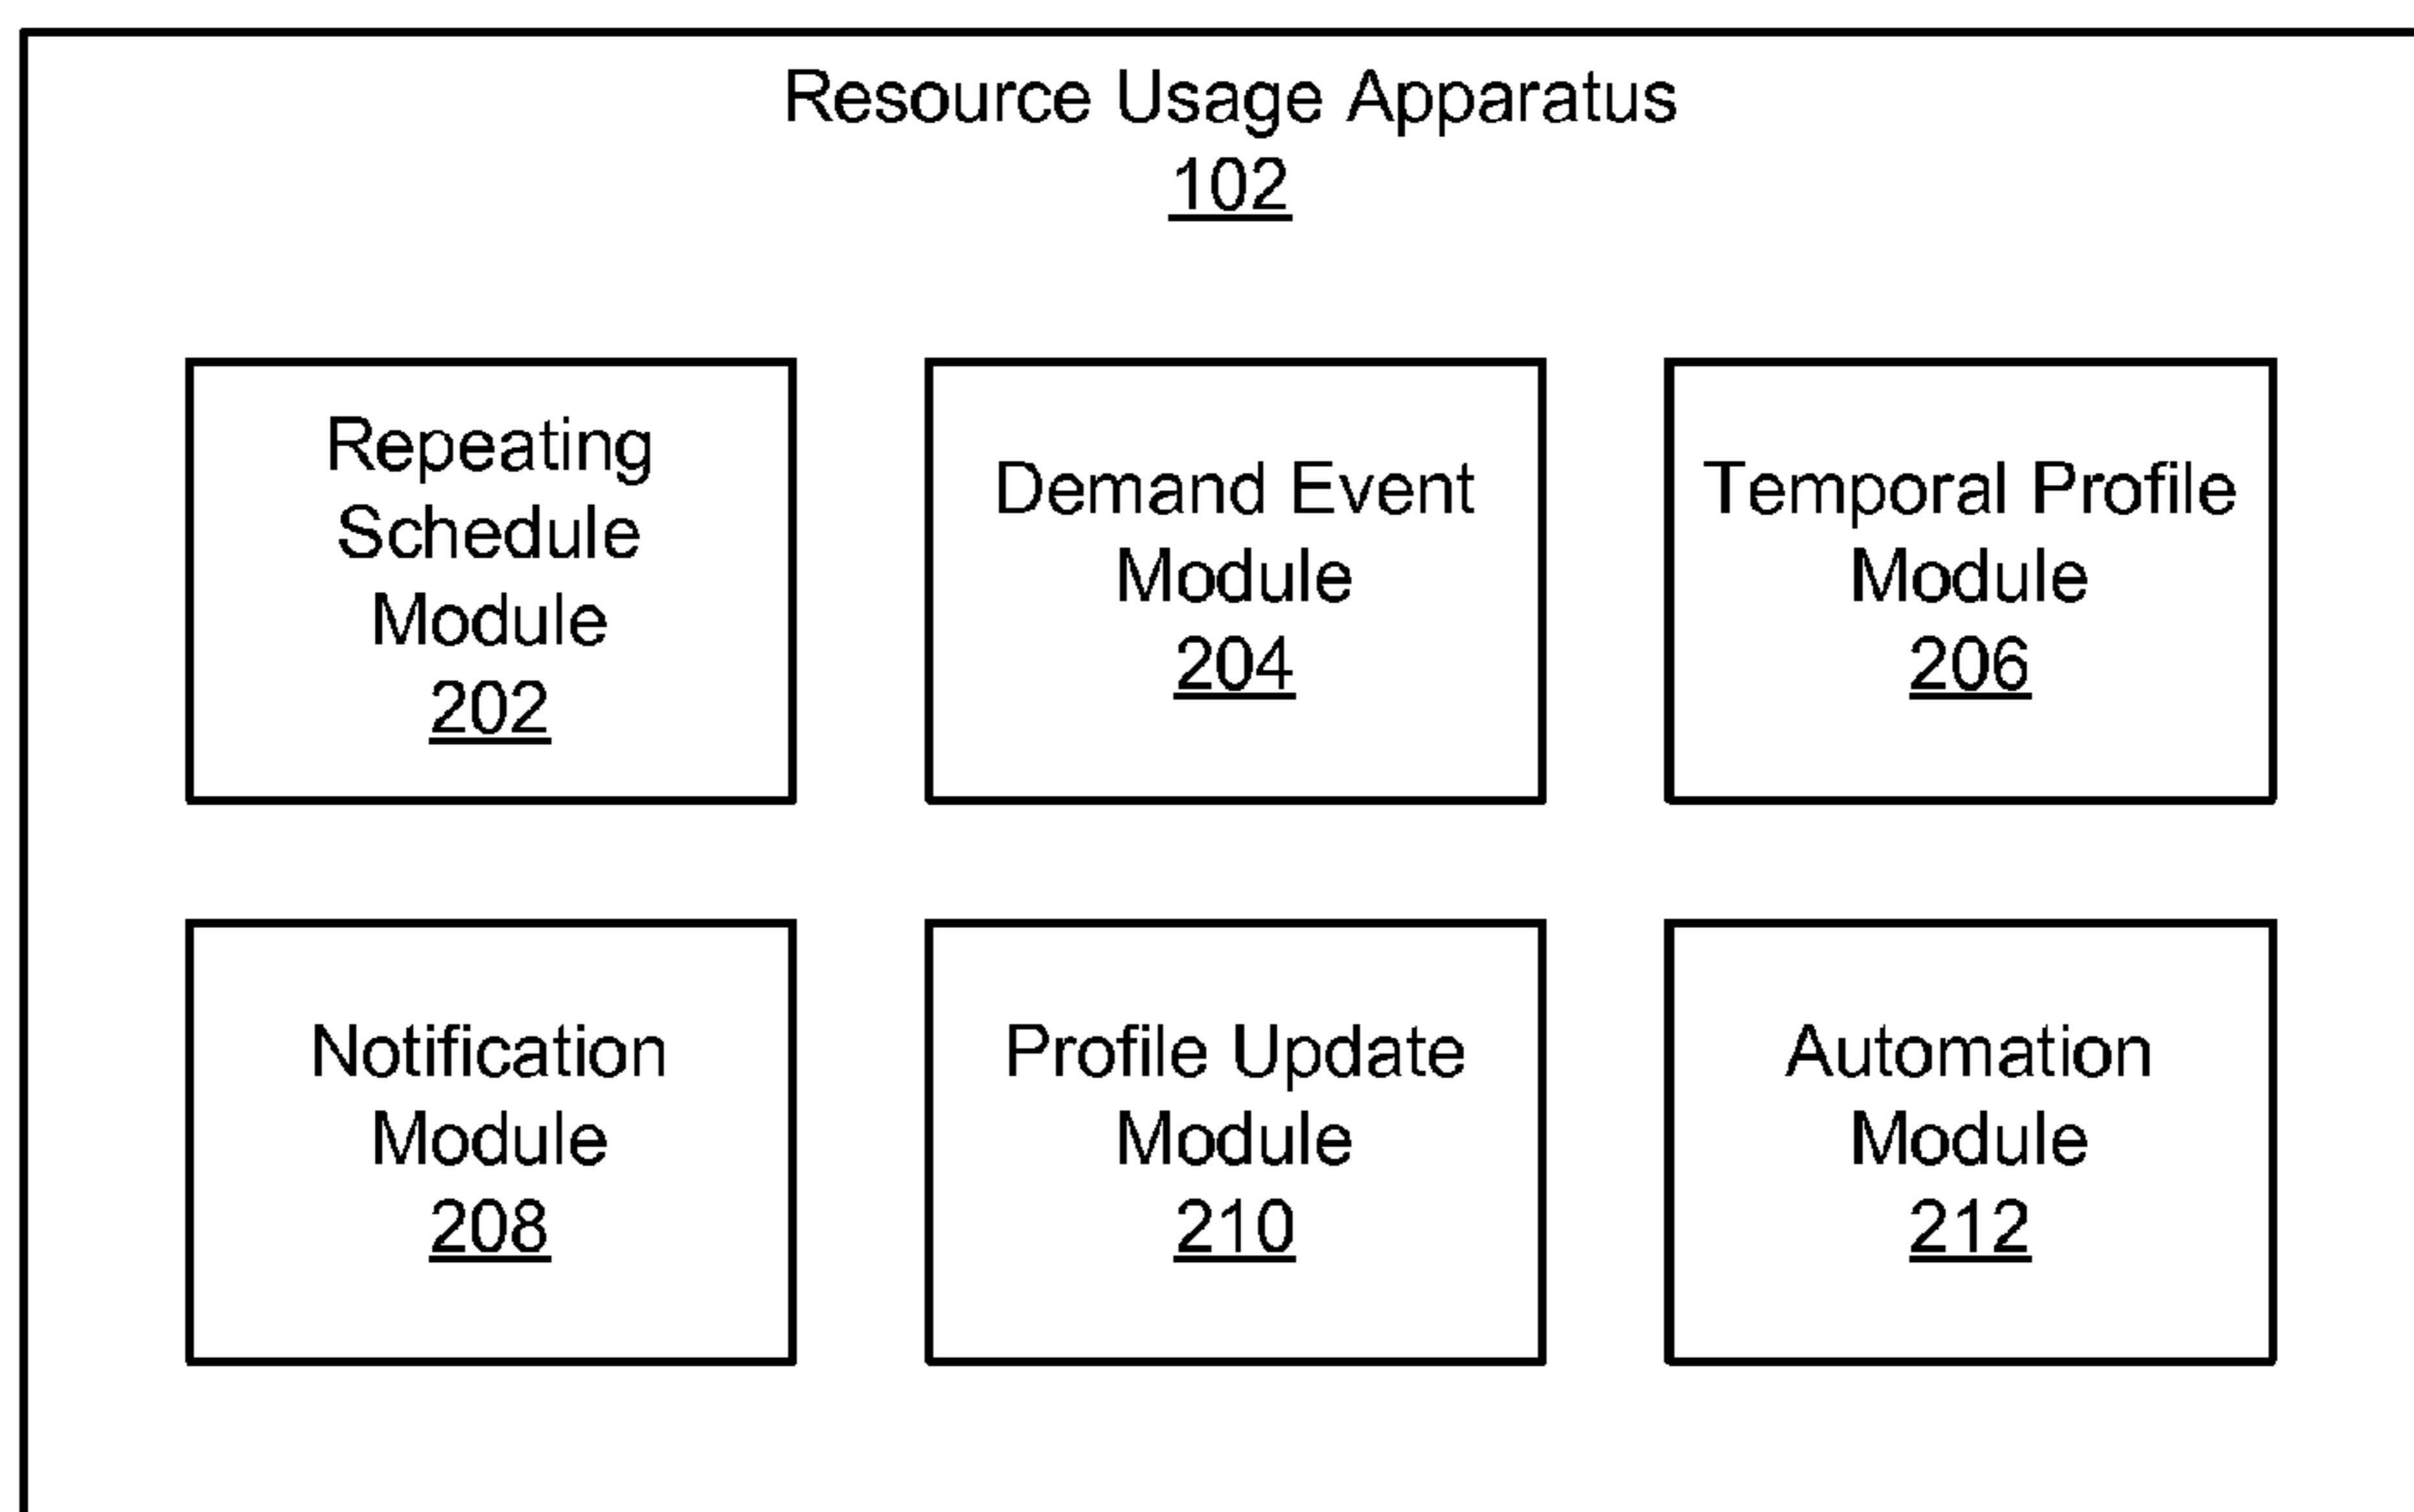 Resource Usage Apparatus
102
Repeating
Schedule
Module
202
Demand Event
Module
204
Temporal Profile
Module
206
Notification
Module
208
Profile Update
Module
210
Automation
Module
212